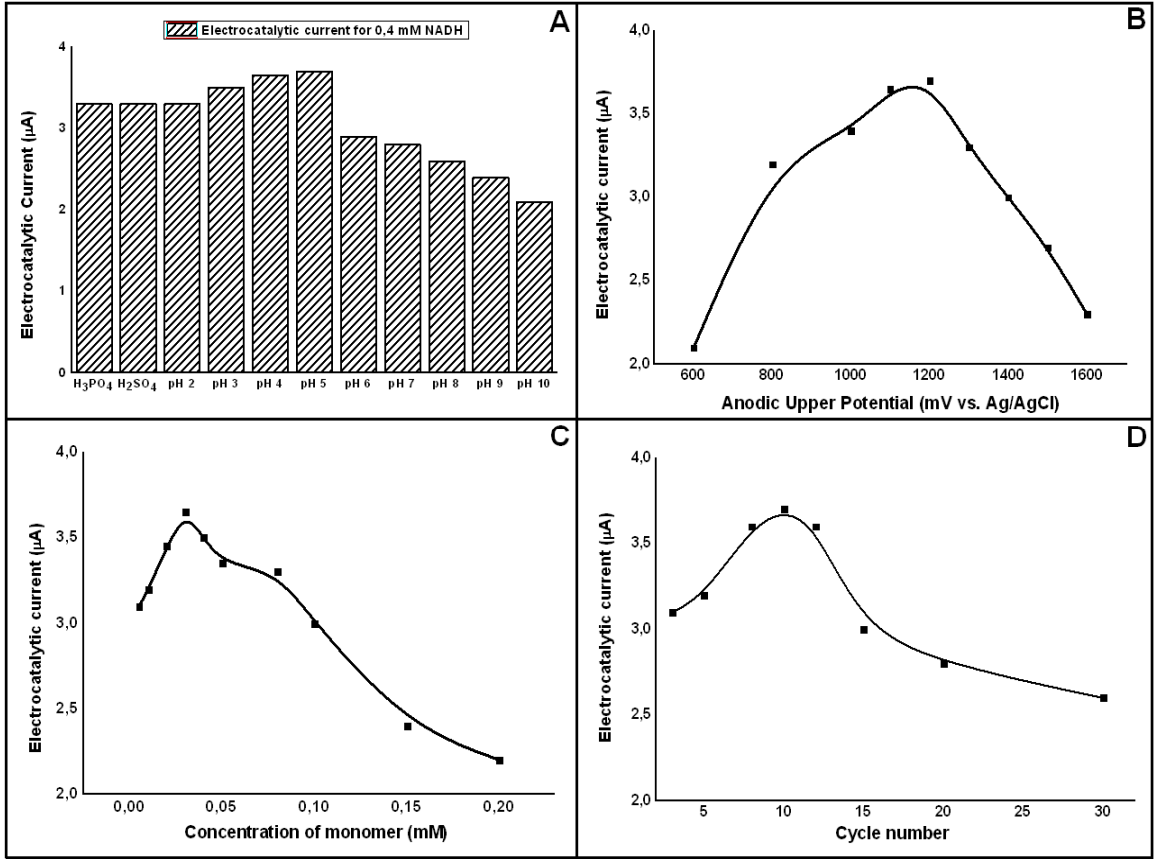 A
Electrocatalytic current for 0,4 mM NADH
Electrocatalytic Current (µA)
4
3
2
1
0
H3PO4 H2SO4 pH 2 pH 3 pH 4 pH 5 pH 6 pH 7 pH 8 pH 9 pH 10
B
Electrocatalytic current (µA)
4,0
3,5
3,0
2,5
2,0
600 800 1000 1200 1400 1600
Anodic Upper Potential (mV vs. Ag/AgCl)
C
Electrocatalytic current (µA)
4,0
3,5
3,0
2,5
2,0
0,00 0,05 0,10 0,15 0,20
Concentration of monomer (mM)
D
Electrocatalytic current (µA)
4,0
3,5
3,0
2,5
2,0
5 10 15 20 25 30
Cycle number